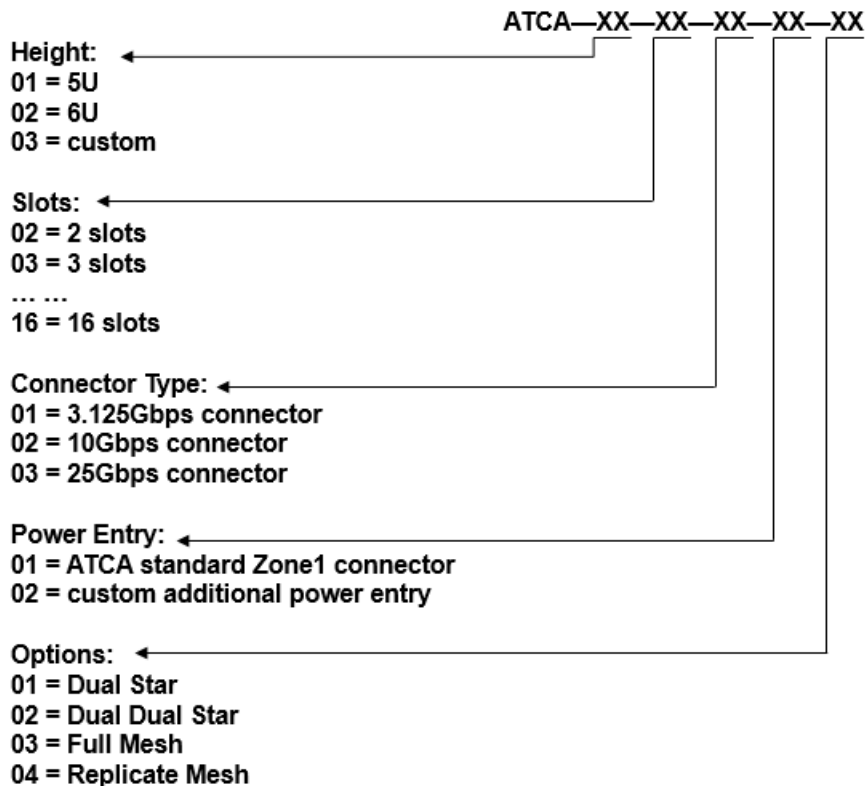 ATCA—XX—XX—XX—XX—XX
Height:
01 = 5U
02 = 6U
03 = custom
Slots:
02 = 2 slots
03 = 3 slots
... ...
16 = 16 slots
Connector Type:
01 = 3.125Gbps connector
02 = 10Gbps connector
03 = 25Gbps connector
Power Entry:
01 = ATCA standard Zone1 connector
02 = custom additional power entry
Options:
01 = Dual Star
02 = Dual Dual Star
03 = Full Mesh
04 = Replicate Mesh